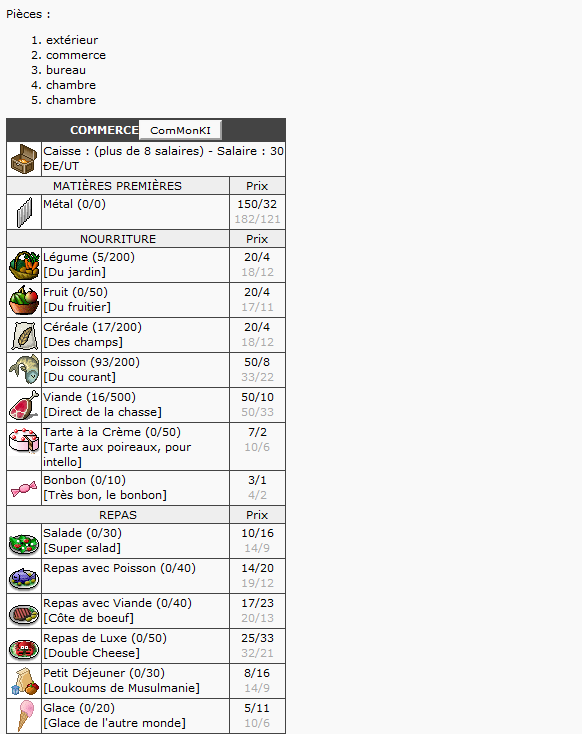 Pièces :
1. extérieur
2. commerce
3. bureau
4. chambre
5. chambre
COMMERCE ComMonKI
Caisse : (plus de 8 salaires) - Salaire : 30
ÐE/UT
MATIÈRES PREMIÈRES Prix
Métal (0/0) 150/32
182/121
NOURRITURE Prix
Légume (5/200) 20/4
[Du jardin] 18/12
Fruit (0/50) 20/4
[Du fruitier] 17/11
Céréale (17/200) 20/4
[Des champs] 18/12
Poisson (93/200) 50/8
[Du courant] 33/22
Viande (16/500) 50/10
[Direct de la chasse] 50/33
Tarte à la Crème (0/50) 7/2
[Tarte aux poireaux, pour 10/6
intello]
Bonbon (0/10) 3/1
[Très bon, le bonbon] 4/2
REPAS Prix
Salade (0/30) 10/16
[Super salad] 14/9
Repas avec Poisson (0/40) 14/20
19/12
Repas avec Viande (0/40) 17/23
[Côte de boeuf] 20/13
Repas de Luxe (0/50) 25/33
[Double Cheese] 32/21
Petit Déjeuner (0/30) 8/16
[Loukoums de Musulmanie] 14/9
Glace (0/20) 5/11
[Glace de l'autre monde] 10/6